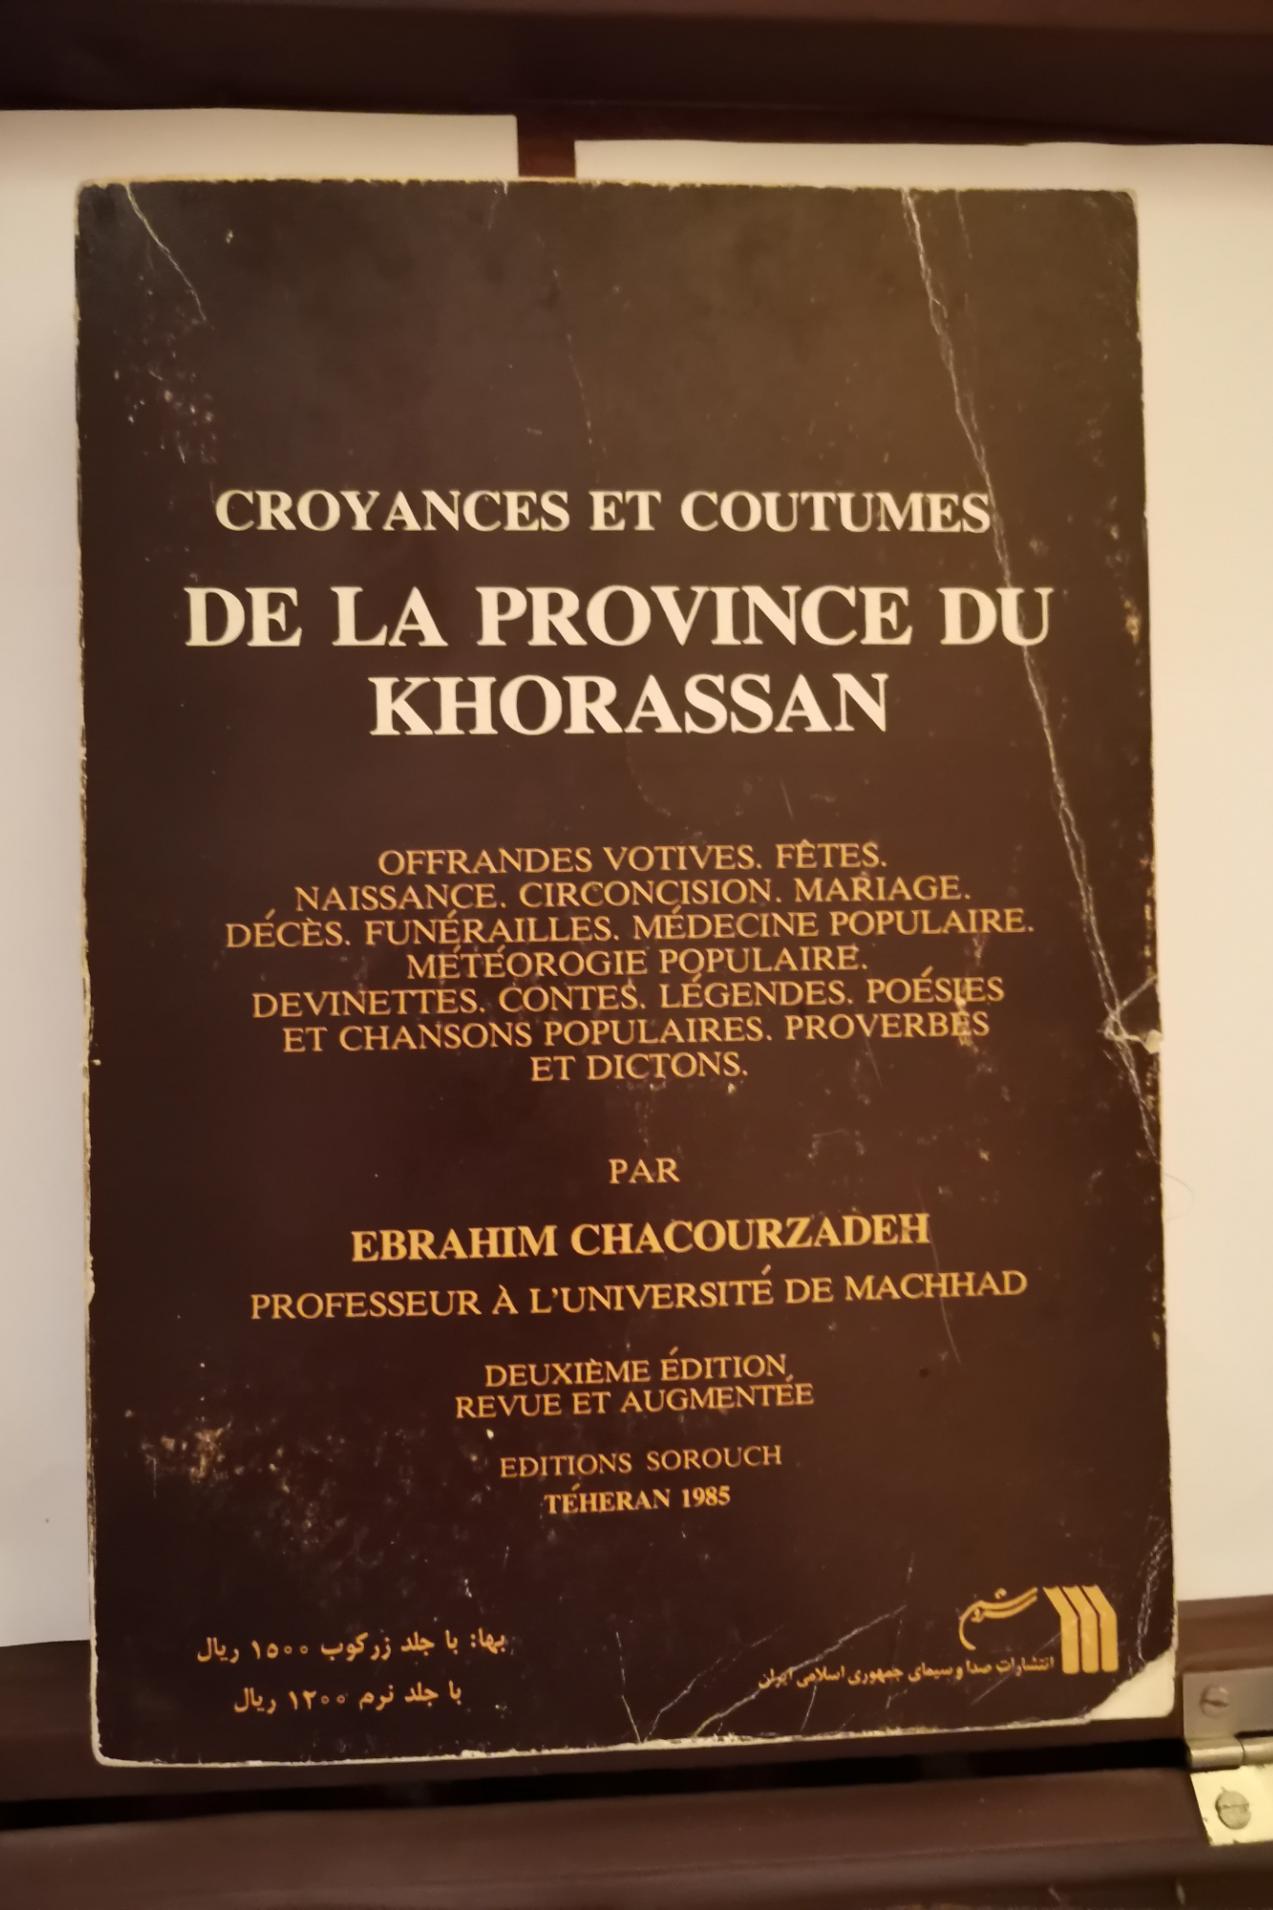 CROYANCES ET COUTUMES
DE LA PROVINCE DU
KHORASSAN
OFFRANDES VOTIVES. FÊTES.
NAISSANCE. CIRCONCISION. MARIAGE.
DÉCÈS. FUNÉRAILLES. MÉDECINE POPULAIRE.
MÉTÉOROGIE POPULAIRE.
DEVINETTES. CONTES. LÉGENDES. POÉSIES
ET CHANSONS POPULAIRES. PROVERBES
ET DICTONS.
PAR
EBRAHIM CHACOURZADEH
PROFESSEUR À L'UNIVERSITÉ DE MACHHAD
DEUXIÈME ÉDITION
REVUE ET AUGMENTÉE
EDITIONS SOROUCH
TÉHERAN 1985
سروش
انتشارات صدا و سیمای جمهوری اسلامی ایران
بها: با جلد زرکوب ۱۵۰۰ ریال
با جلد نرم ۱۲۰۰ ریال